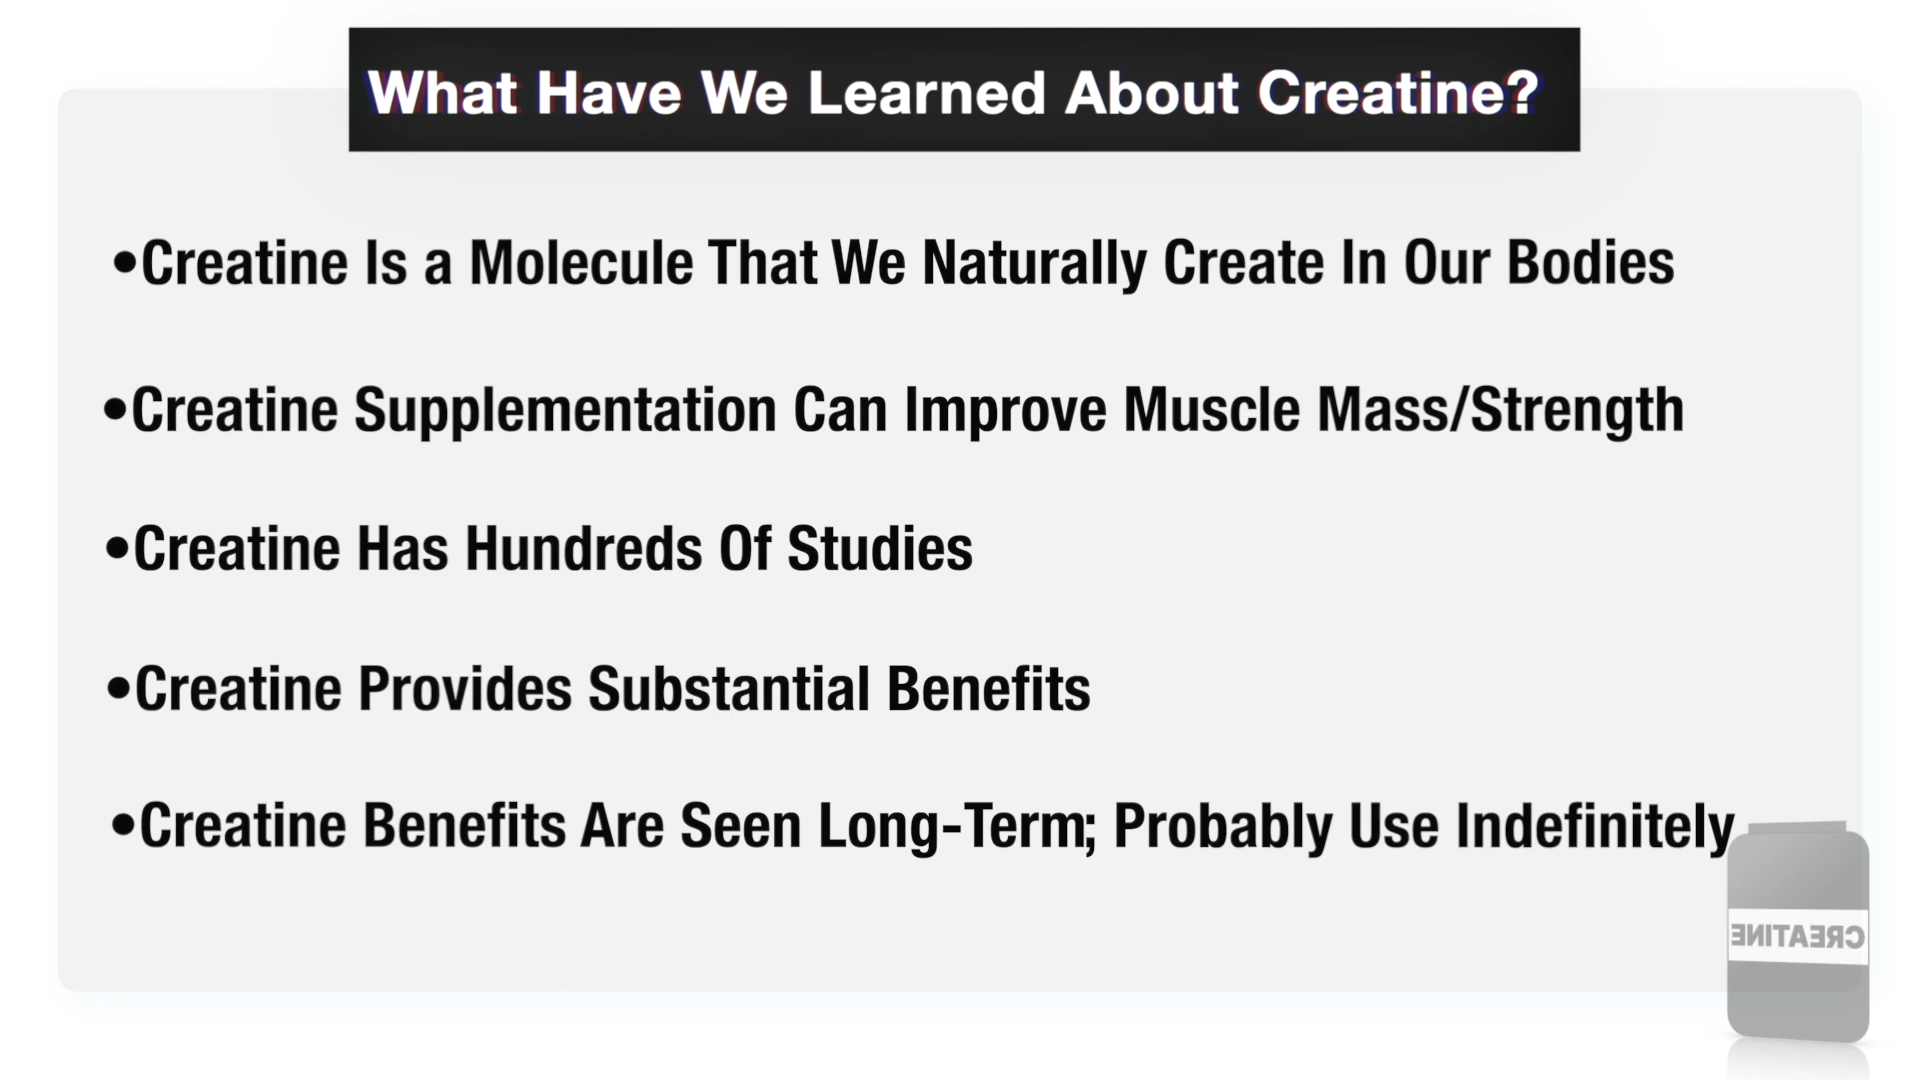 What Have We Learned About Creatine?
•Creatine Is a Molecule That We Naturally Create In Our Bodies
•Creatine Supplementation Can Improve Muscle Mass/Strength
•Creatine Has Hundreds Of Studies
•Creatine Provides Substantial Benefits
•Creatine Benefits Are Seen Long-Term; Probably Use Indefinitely
CREATINE